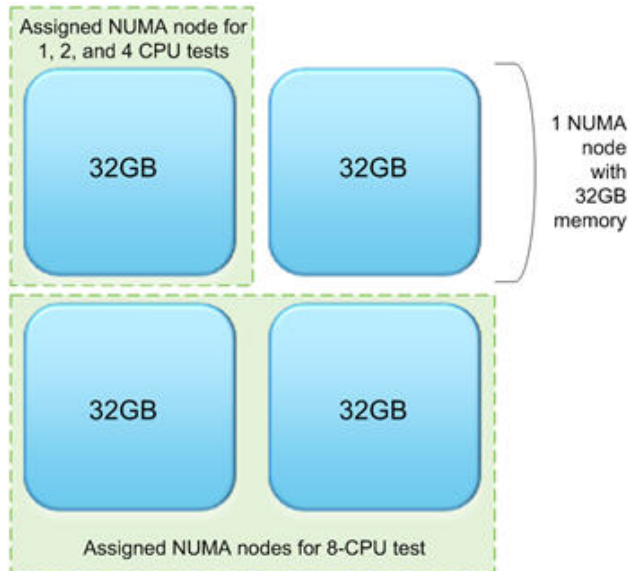 Assigned NUMA node for
1, 2, and 4 CPU tests
32GB
32GB
1 NUMA
node
with
32GB
memory
32GB
32GB
Assigned NUMA nodes for 8-CPU test